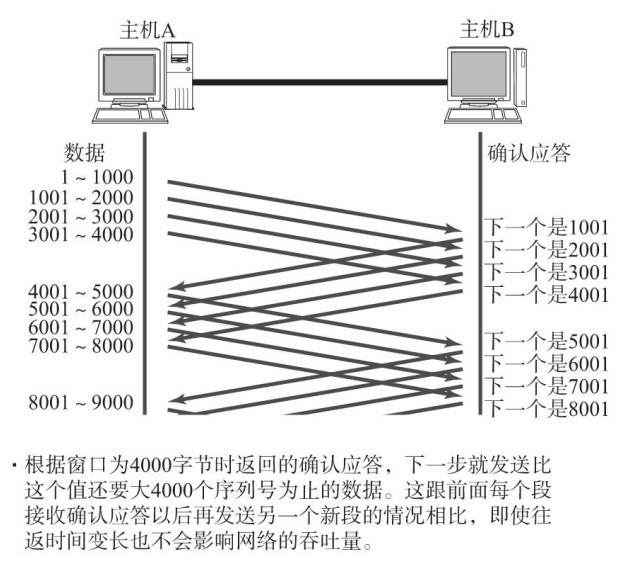 主机A
主机B
数据
确认应答
1 ~ 1000
1001 ~ 2000
2001 ~ 3000
3001 ~ 4000
下一个是1001
下一个是2001
下一个是3001
下一个是4001
4001 ~ 5000
5001 ~ 6000
6001 ~ 7000
7001 ~ 8000
下一个是5001
下一个是6001
下一个是7001
下一个是8001
8001 ~ 9000
· 根据窗口为4000字节时返回的确认应答，下一步就发送比
这个值还要大4000个序列号为止的数据。这跟前面每个段
接收确认应答以后再发送另一个新段的情况相比，即使往
返时间变长也不会影响网络的吞吐量。